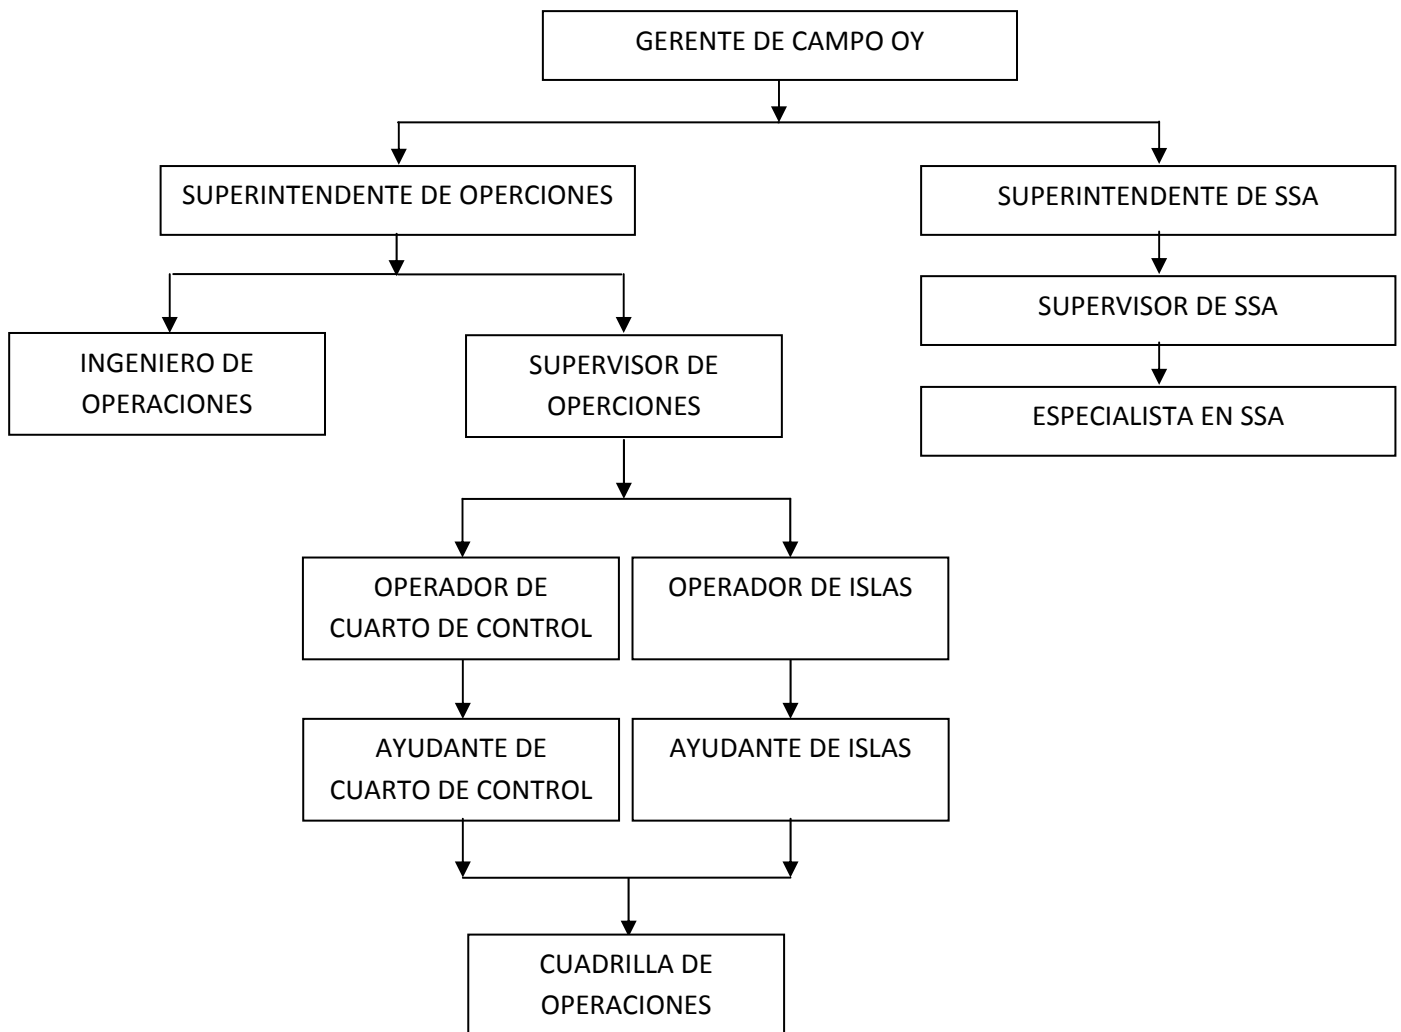 GERENTE DE CAMPO OY
SUPERINTENDENTE DE OPERCIONES
SUPERINTENDENTE DE SSA
SUPERVISOR DE SSA
INGENIERO DE
OPERACIONES
SUPERVISOR DE
OPERCIONES
ESPECIALISTA EN SSA
OPERADOR DE
CUARTO DE CONTROL
OPERADOR DE ISLAS
AYUDANTE DE
CUARTO DE CONTROL
AYUDANTE DE ISLAS
CUADRILLA DE
OPERACIONES